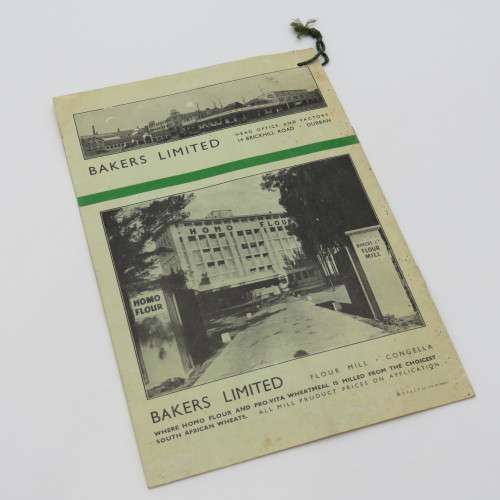 BAKERS LIMITED
HEAD OFFICE AND FACTORY
14 BRICKHILL ROAD · DURBAN
HOMO FLOUR
HOMO
FLOUR
FLOUR
MILL
BAKERS LIMITED
FLOUR MILL · CONGELLA
WHERE HOMO FLOUR AND PRO-VITA WHEATMEAL IS MILLED FROM THE CHOICEST
SOUTH AFRICAN WHEATS. ALL MILL PRODUCT PRICES ON APPLICATION